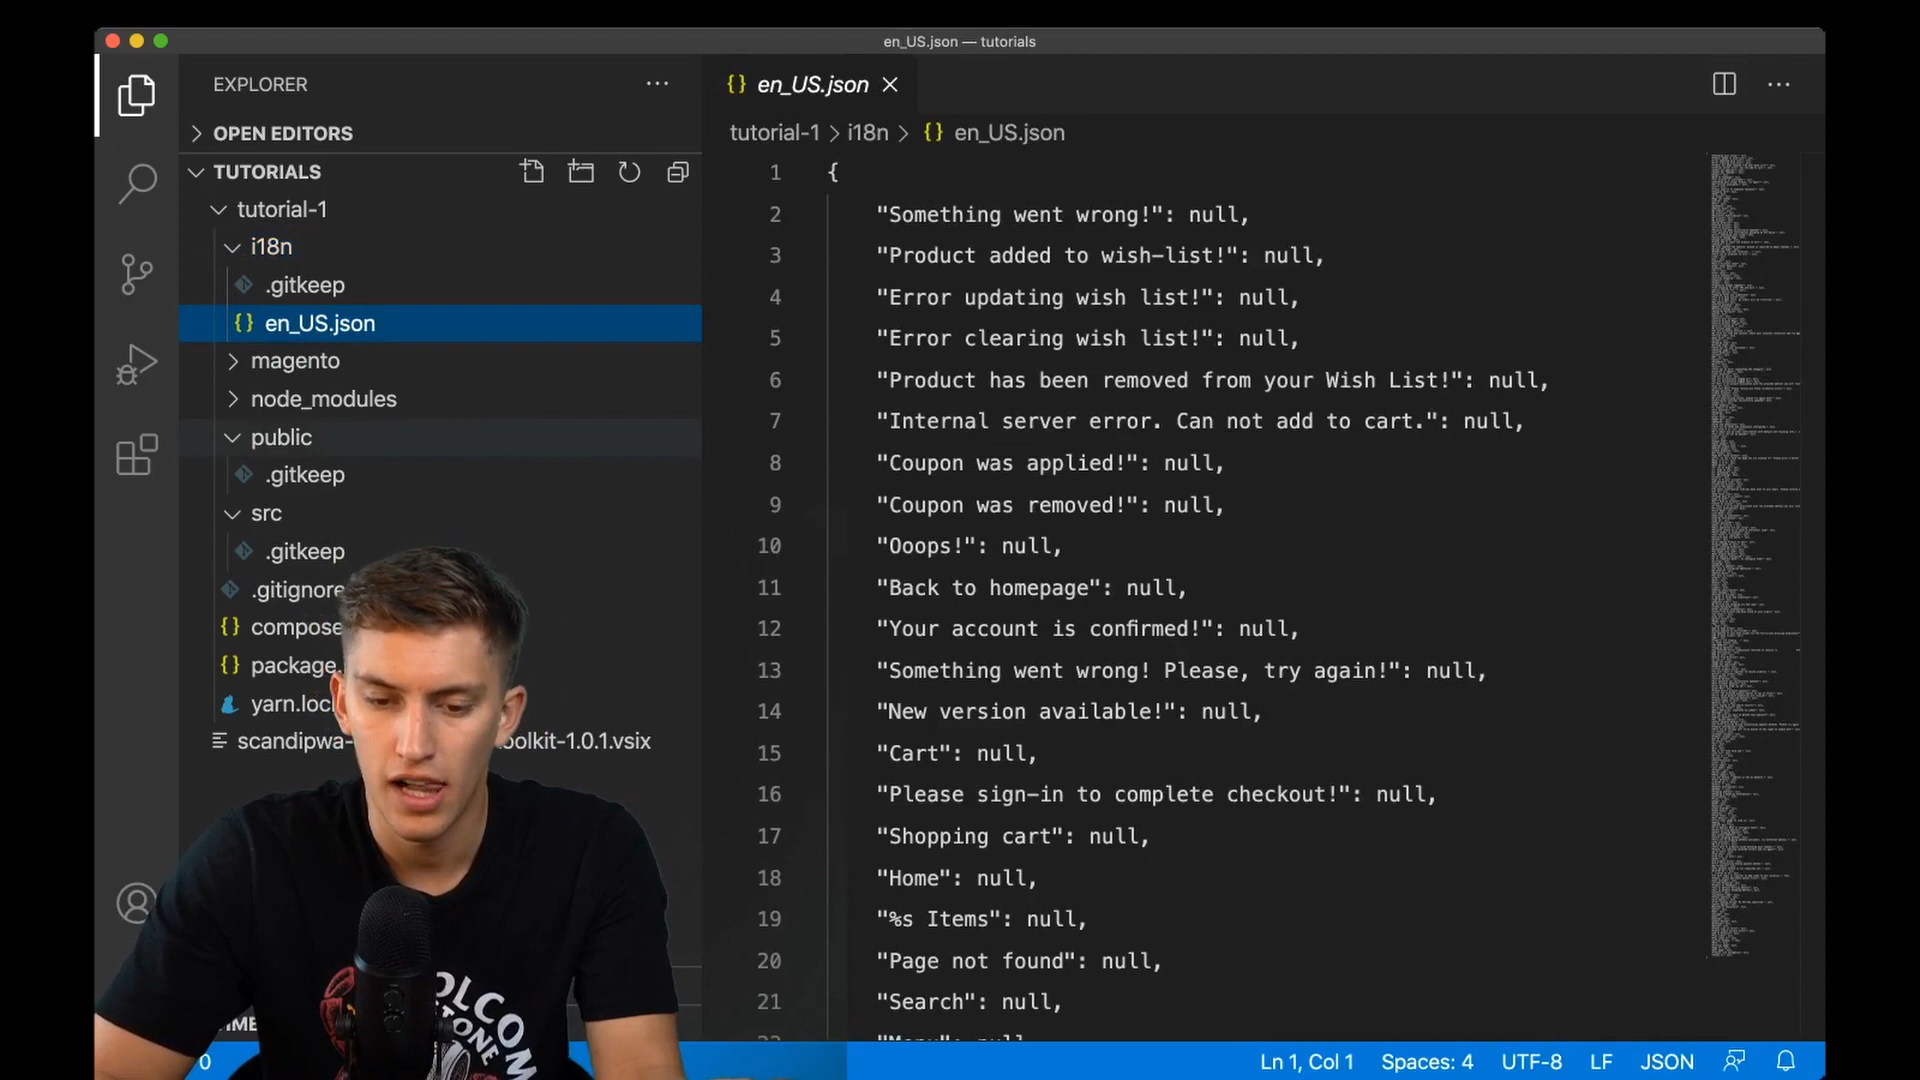 en_US.json — tutorials
EXPLORER
en_US.json
OPEN EDITORS
tutorial-1 > i18n > {} en_US.json
TUTORIALS
tutorial-1
i18n
.gitkeep
{} en_US.json
magento
node_modules
public
.gitkeep
src
.gitkeep
.gitignore
{} compose
{} package.
yarn.loc
scandipwa-
olkit-1.0.1.vsix
1 {
2 "Something went wrong!": null,
3 "Product added to wish-list!": null,
4 "Error updating wish list!": null,
5 "Error clearing wish list!": null,
6 "Product has been removed from your Wish List!": null,
7 "Internal server error. Can not add to cart.": null,
8 "Coupon was applied!": null,
9 "Coupon was removed!": null,
10 "Ooops!": null,
11 "Back to homepage": null,
12 "Your account is confirmed!": null,
13 "Something went wrong! Please, try again!": null,
14 "New version available!": null,
15 "Cart": null,
16 "Please sign-in to complete checkout!": null,
17 "Shopping cart": null,
18 "Home": null,
19 "%s Items": null,
20 "Page not found": null,
21 "Search": null,
OLCOM
TONE
0
Ln 1, Col 1
Spaces: 4
UTF-8
LF
JSON